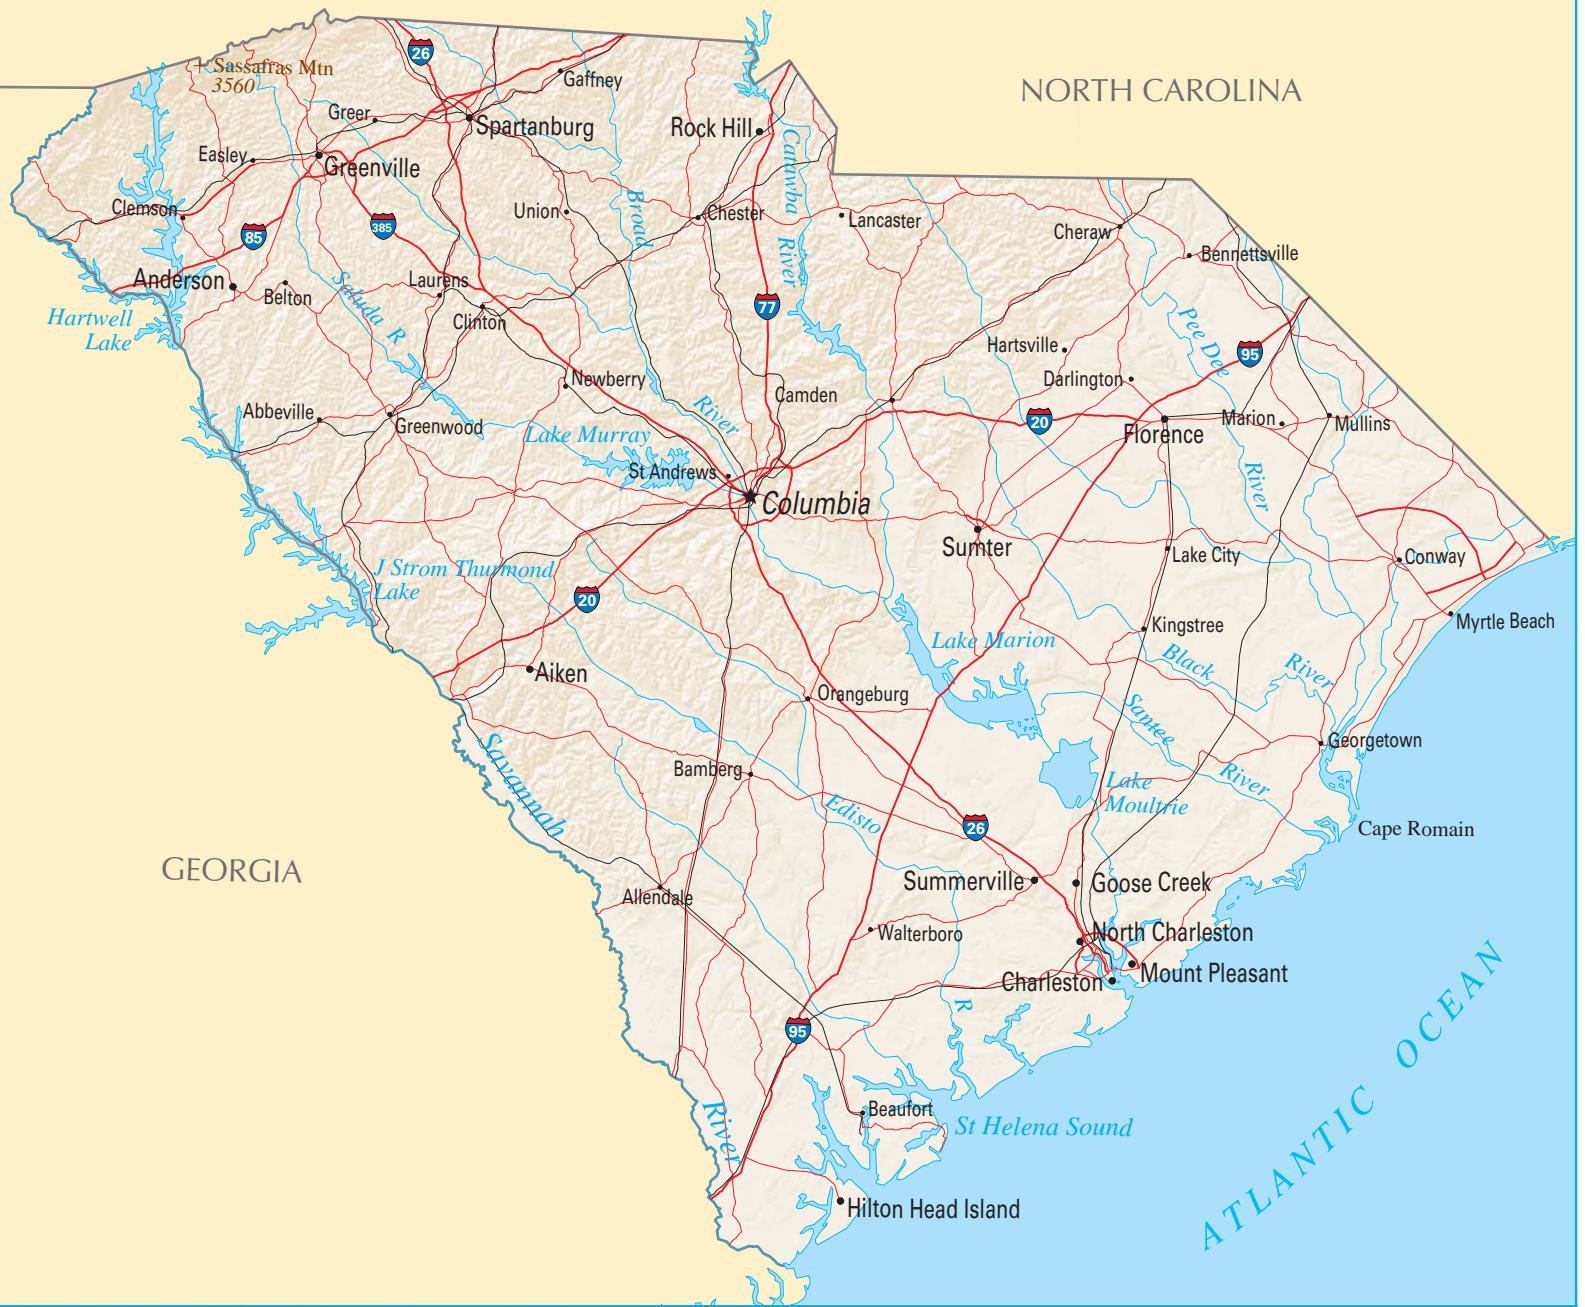 26
Sassafras Mtn
3560
Gaffney
NORTH CAROLINA
Greer
Spartanburg
Rock Hill
Easley
Greenville
Catawba
River
Clemson
385
85
Union
Broad
River
Chester
Lancaster
Cheraw
Bennettsville
Anderson
Belton
Saluda R
Laurens
Clinton
77
Hartwell
Lake
Pee Dee
River
Hartsville
95
Darlington
Newberry
Camden
Abbeville
Greenwood
Lake Murray
20
Florence
Marion
Mullins
St Andrews
Columbia
Sumter
Lake City
Conway
J Strom Thurmond
Lake
20
Kingstree
Myrtle Beach
Lake Marion
Black
River
Aiken
Orangeburg
Santee
River
Georgetown
Savannah
River
Bamberg
Lake
Moultrie
Edisto
R
26
Cape Romain
GEORGIA
Summerville
Goose Creek
Allendale
Walterboro
North Charleston
Charleston
Mount Pleasant
95
ATLANTIC OCEAN
Beaufort
St Helena Sound
Hilton Head Island